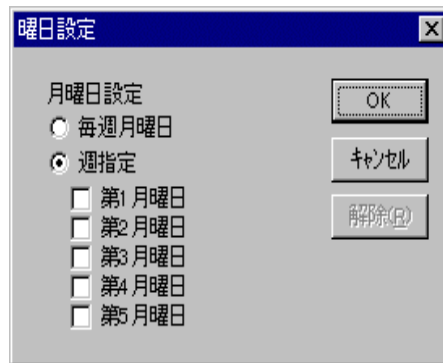 曜日設定
月曜日設定
毎週月曜日
週指定
第1月曜日
第2月曜日
第3月曜日
第4月曜日
第5月曜日
OK
キャンセル
解除(R)